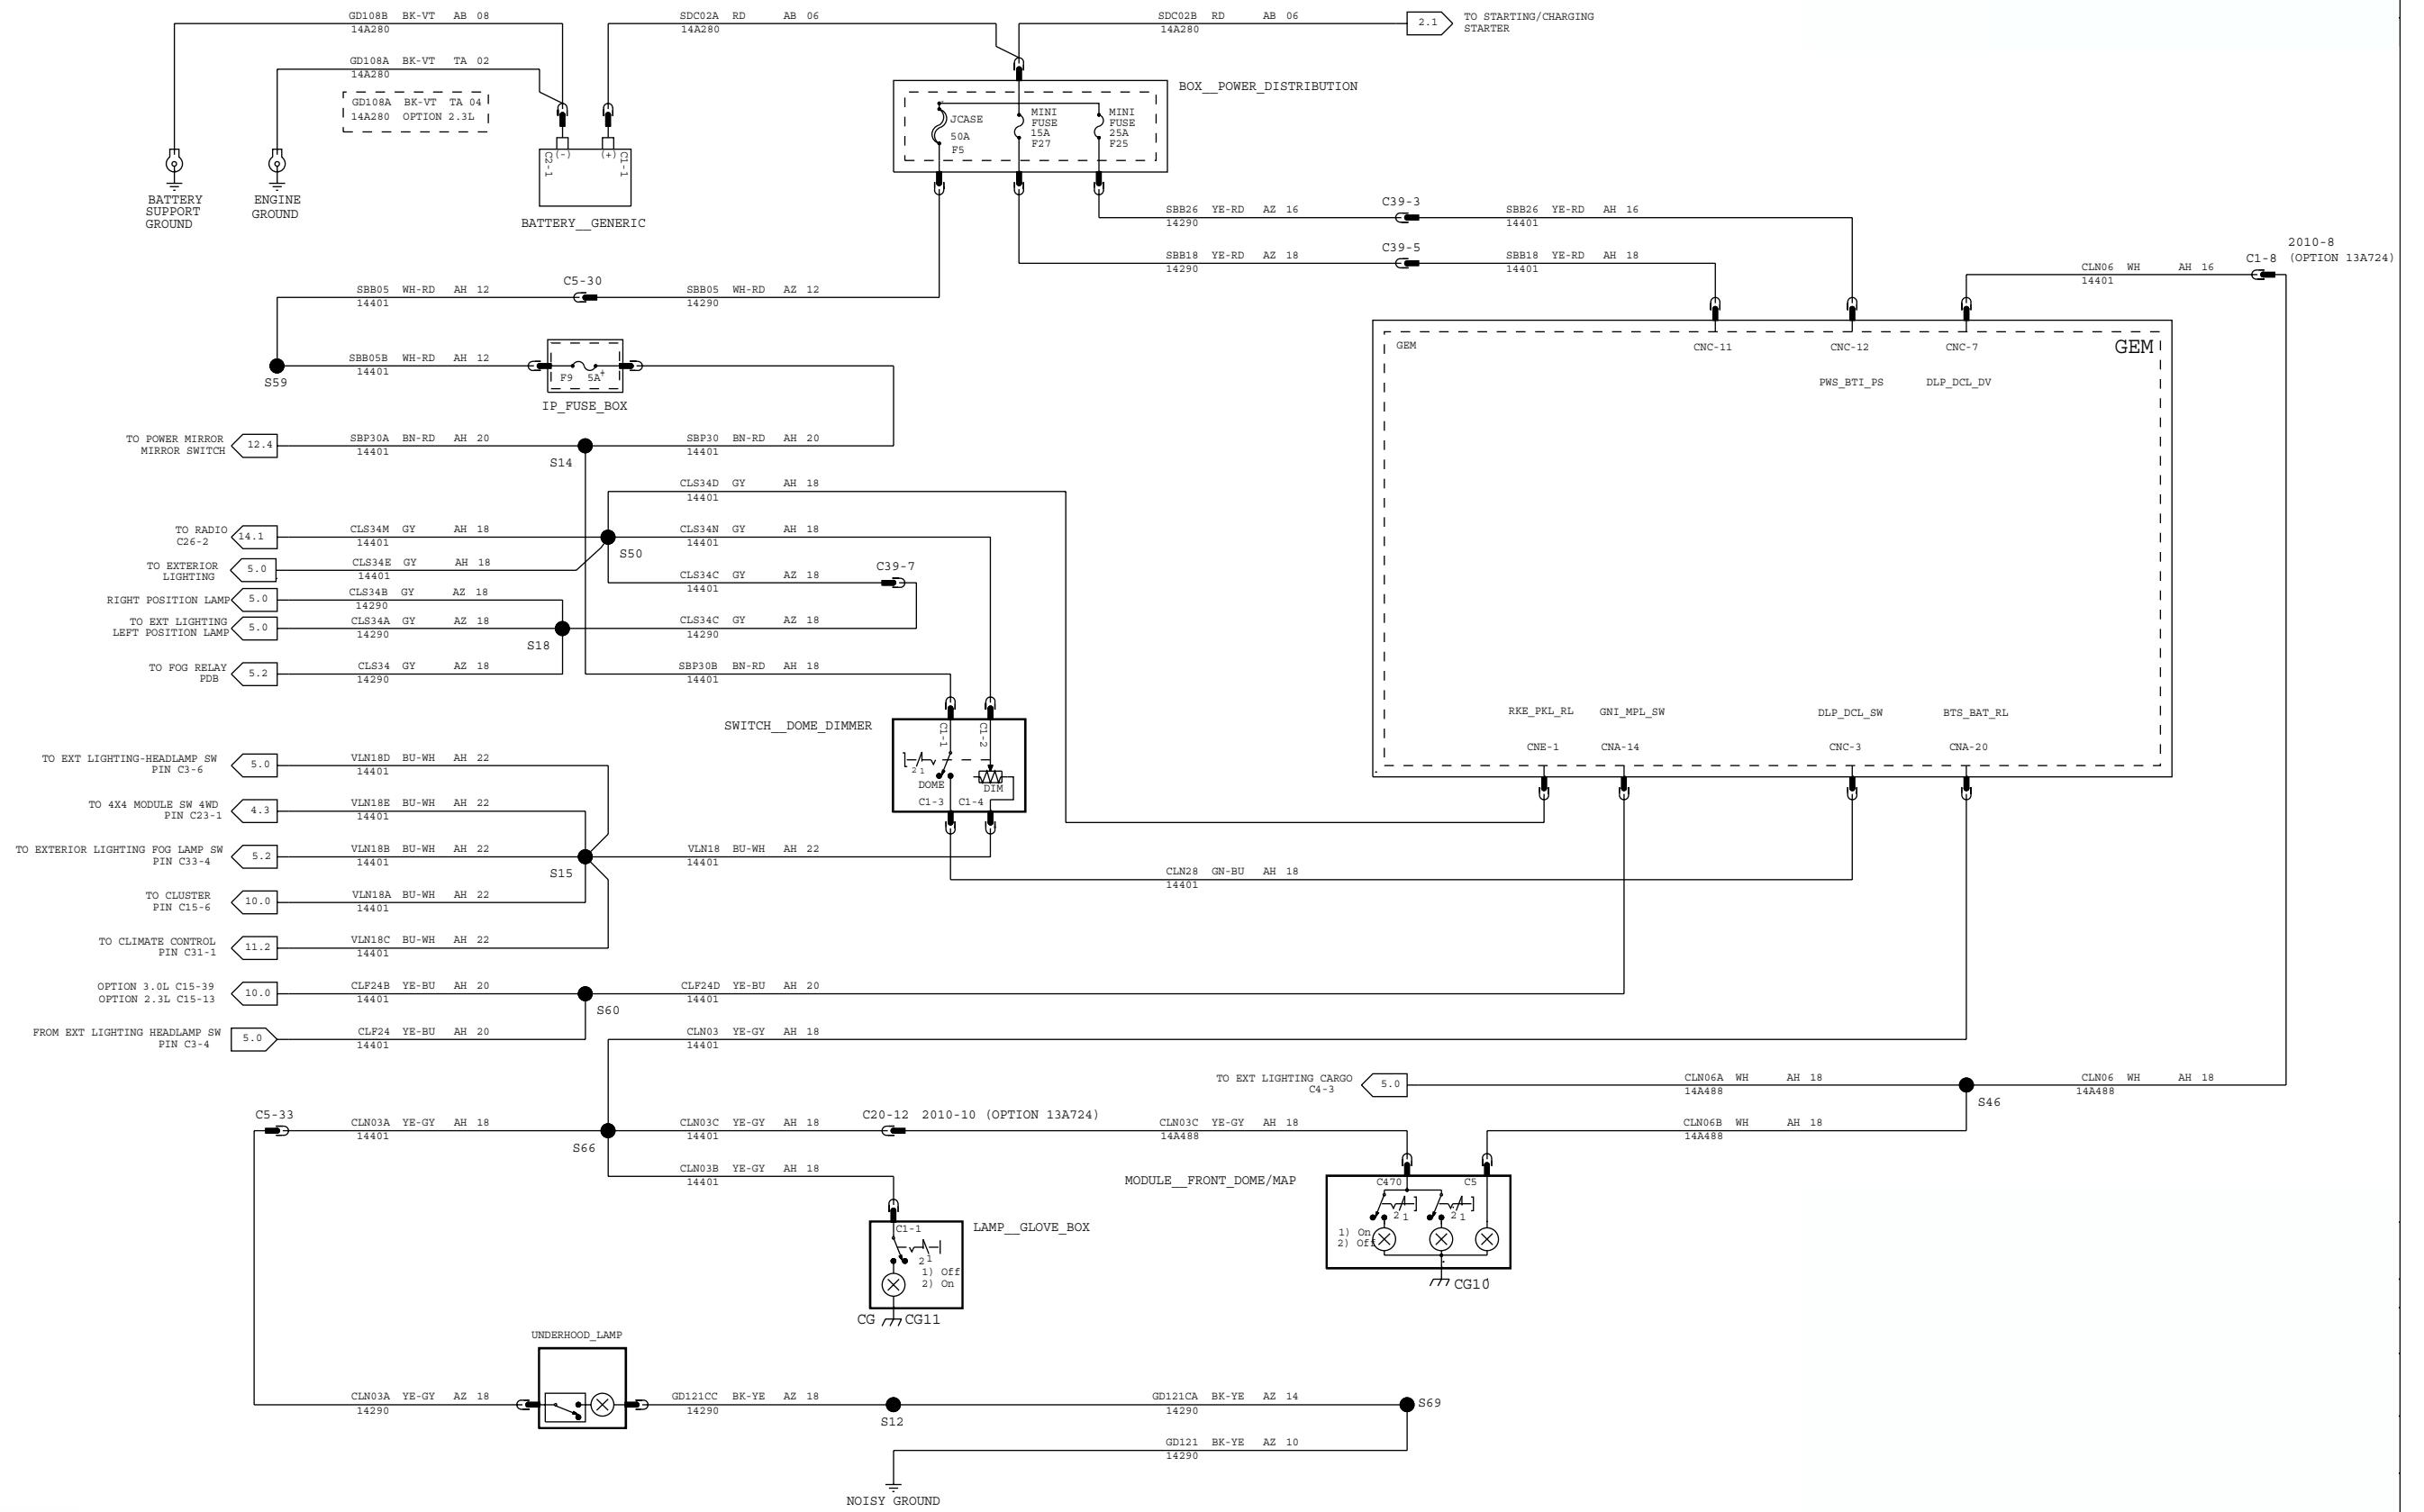 GD108B BK-VT AB 08
14A280
SDC02A RD AB 06
14A280
SDC02B RD AB 06
14A280
2.1
TO STARTING/CHARGING
STARTER
GD108A BK-VT TA 02
14A280
GD108A BK-VT TA 04
14A280 OPTION 2.3L
BOX__POWER_DISTRIBUTION
JCASE
50A
F5
MINI
FUSE
15A
F27
MINI
FUSE
25A
F25
C2-1
(-)
(+)
C1-1
BATTERY
SUPPORT
GROUND
ENGINE
GROUND
BATTERY__GENERIC
SBB26 YE-RD AZ 16
14290
C39-3
SBB26 YE-RD AH 16
14401
SBB18 YE-RD AZ 18
14290
C39-5
SBB18 YE-RD AH 18
14401
2010-8
C1-8 (OPTION 13A724)
CLN06 WH AH 16
14401
SBB05 WH-RD AH 12
14401
C5-30
SBB05 WH-RD AZ 12
14290
SBB05B WH-RD AH 12
14401
S59
F9 5A
IP_FUSE_BOX
GEM
CNC-11
CNC-12
CNC-7
GEM
PWS_BTI_PS
DLP_DCL_DV
TO POWER MIRROR
MIRROR SWITCH
12.4
SBP30A BN-RD AH 20
14401
S14
SBP30 BN-RD AH 20
14401
CLS34D GY AH 18
14401
TO RADIO
C26-2
14.1
CLS34M GY AH 18
14401
S50
CLS34N GY AH 18
14401
TO EXTERIOR
LIGHTING
5.0
CLS34E GY AH 18
14401
CLS34C GY AZ 18
14401
C39-7
RIGHT POSITION LAMP
5.0
CLS34B GY AZ 18
14290
TO EXT LIGHTING
LEFT POSITION LAMP
5.0
CLS34A GY AZ 18
14290
S18
CLS34C GY AZ 18
14290
TO FOG RELAY
PDB
5.2
CLS34 GY AZ 18
14290
SBP30B BN-RD AH 18
14401
SWITCH__DOME_DIMMER
C1-1
C1-2
2 1
DOME
DIM
C1-3 C1-4
RKE_PKL_RL
GNI_MPL_SW
DLP_DCL_SW
BTS_BAT_RL
CNE-1
CNA-14
CNC-3
CNA-20
TO EXT LIGHTING-HEADLAMP SW
PIN C3-6
5.0
VLN18D BU-WH AH 22
14401
TO 4X4 MODULE SW 4WD
PIN C23-1
4.3
VLN18E BU-WH AH 22
14401
TO EXTERIOR LIGHTING FOG LAMP SW
PIN C33-4
5.2
VLN18B BU-WH AH 22
14401
S15
VLN18 BU-WH AH 22
14401
CLN28 GN-BU AH 18
14401
TO CLUSTER
PIN C15-6
10.0
VLN18A BU-WH AH 22
14401
TO CLIMATE CONTROL
PIN C31-1
11.2
VLN18C BU-WH AH 22
14401
OPTION 3.0L C15-39
OPTION 2.3L C15-13
10.0
CLF24B YE-BU AH 20
14401
S60
CLF24D YE-BU AH 20
14401
FROM EXT LIGHTING HEADLAMP SW
PIN C3-4
5.0
CLF24 YE-BU AH 20
14401
CLN03 YE-GY AH 18
14401
TO EXT LIGHTING CARGO
C4-3
5.0
CLN06A WH AH 18
14A488
S46
CLN06 WH AH 18
14A488
C5-33
CLN03A YE-GY AH 18
14401
S66
CLN03C YE-GY AH 18
14401
C20-12 2010-10 (OPTION 13A724)
CLN03C YE-GY AH 18
14A488
CLN06B WH AH 18
14A488
CLN03B YE-GY AH 18
14401
MODULE__FRONT_DOME/MAP
C470
C5
2 1
2 1
1) On
2) Off
CG10
LAMP__GLOVE_BOX
C1-1
2 1
1) Off
2) On
CG CG11
UNDERHOOD_LAMP
CLN03A YE-GY AZ 18
14290
GD121CC BK-YE AZ 18
14290
S12
GD121CA BK-YE AZ 14
14290
S69
GD121 BK-YE AZ 10
14290
NOISY GROUND